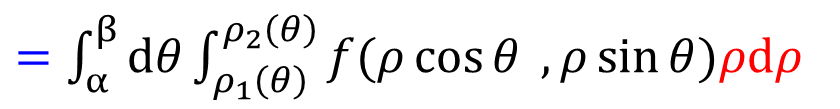 = ∫_α^β dθ ∫_{ρ₁(θ)}^{ρ₂(θ)} f(ρ cos θ , ρ sin θ)ρdρ